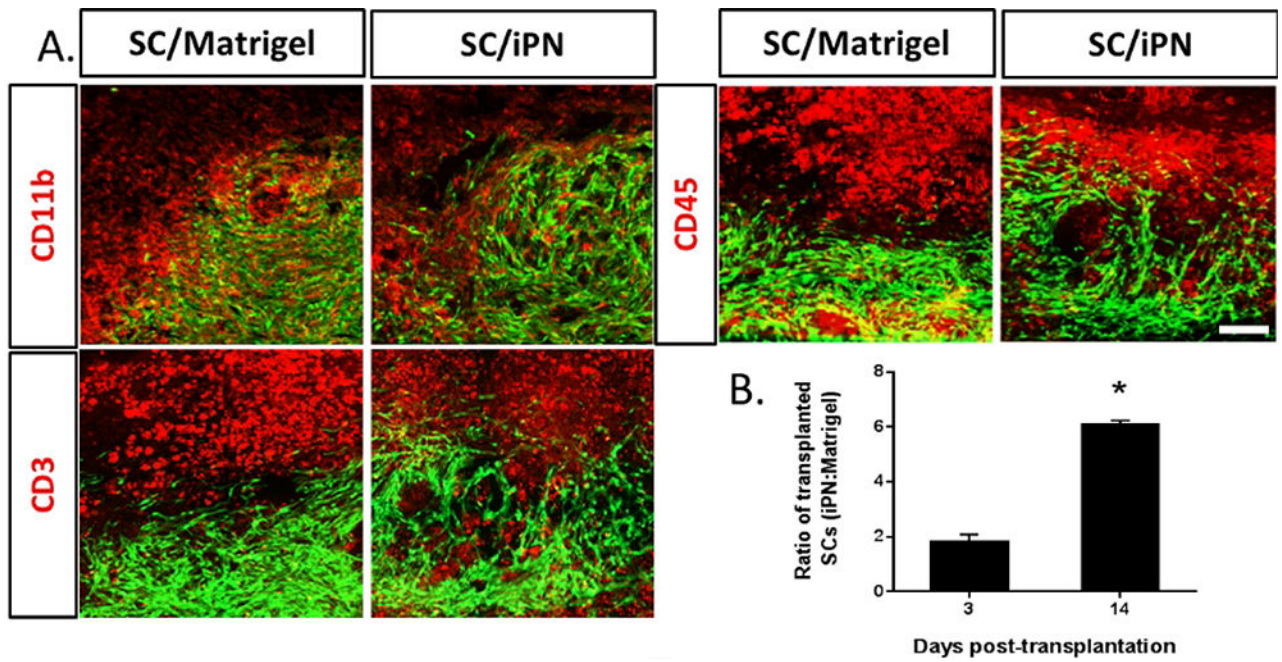 A.
SC/Matrigel
SC/iPN
SC/Matrigel
SC/iPN
CD11b
CD45
CD3
B.
8
6
4
2
0
*
3
14
Ratio of transplanted
SCs (iPN:Matrigel)
Days post-transplantation